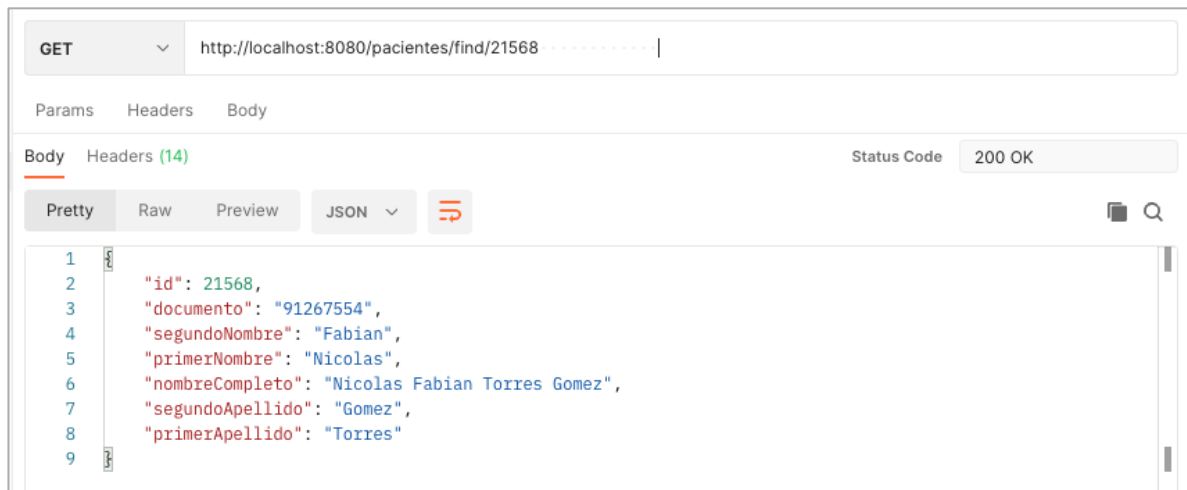 GET http://localhost:8080/pacientes/find/21568
Params Headers Body
Body Headers (14) Status Code 200 OK
Pretty Raw Preview JSON
1 {
2 "id": 21568,
3 "documento": "91267554",
4 "segundoNombre": "Fabian",
5 "primerNombre": "Nicolas",
6 "nombreCompleto": "Nicolas Fabian Torres Gomez",
7 "segundoApellido": "Gomez",
8 "primerApellido": "Torres"
9 }